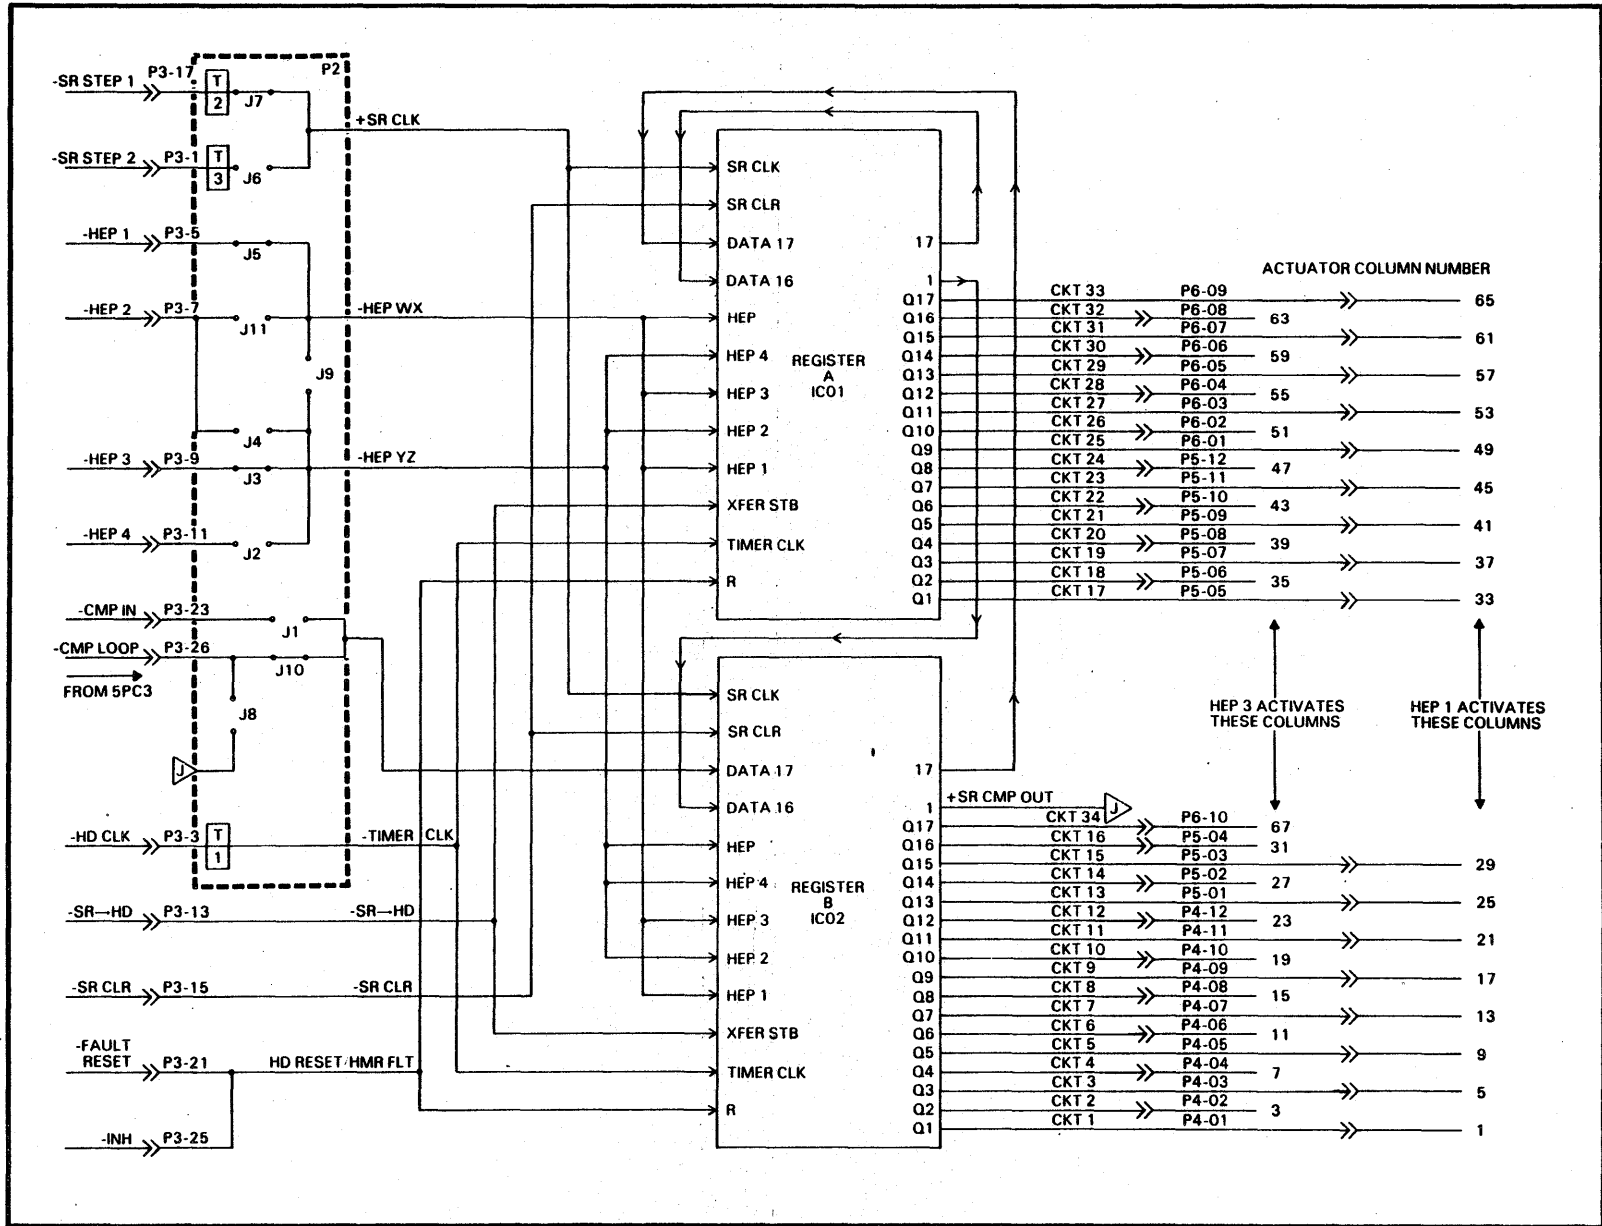 P2
-SR STEP 1 P3-17 T 2 J7
+SR CLK
-SR STEP 2 P3-1 T 3 J6
-HEP 1 P3-5 J5
-HEP 2 P3-7 J11 -HEP WX
J9
J4
-HEP 3 P3-9 J3 -HEP YZ
-HEP 4 P3-11 J2
-CMP IN P3-23 J1
-CMP LOOP P3-26 J10
FROM 5PC3
J8
J
-HD CLK P3-3 T 1 -TIMER CLK
-SR→HD P3-13 -SR→HD
-SR CLR P3-15 -SR CLR
-FAULT
RESET P3-21 HD RESET/HMR FLT
-INH P3-25
SR CLK
SR CLR
DATA 17
DATA 16
HEP
HEP 4
HEP 3
HEP 2
HEP 1
XFER STB
TIMER CLK
R
REGISTER
A
IC01
17
1
ACTUATOR COLUMN NUMBER
Q17 CKT 33 P6-09 65
Q16 CKT 32 P6-08 63
Q15 CKT 31 P6-07 61
Q14 CKT 30 P6-06 59
Q13 CKT 29 P6-05 57
Q12 CKT 28 P6-04 55
Q11 CKT 27 P6-03 53
Q10 CKT 26 P6-02 51
Q9 CKT 25 P6-01 49
Q8 CKT 24 P5-12 47
Q7 CKT 23 P5-11 45
Q6 CKT 22 P5-10 43
Q5 CKT 21 P5-09 41
Q4 CKT 20 P5-08 39
Q3 CKT 19 P5-07 37
Q2 CKT 18 P5-06 35
Q1 CKT 17 P5-05 33
HEP 3 ACTIVATES
THESE COLUMNS
HEP 1 ACTIVATES
THESE COLUMNS
SR CLK
SR CLR
DATA 17
DATA 16
HEP
HEP 4
HEP 3
HEP 2
HEP 1
XFER STB
TIMER CLK
R
REGISTER
B
IC02
17
1 +SR CMP OUT J
Q17 CKT 34 P6-10 67
Q16 CKT 16 P5-04 31
Q15 CKT 15 P5-03 29
Q14 CKT 14 P5-02 27
Q13 CKT 13 P5-01 25
Q12 CKT 12 P4-12 23
Q11 CKT 11 P4-11 21
Q10 CKT 10 P4-10 19
Q9 CKT 9 P4-09 17
Q8 CKT 8 P4-08 15
Q7 CKT 7 P4-07 13
Q6 CKT 6 P4-06 11
Q5 CKT 5 P4-05 9
Q4 CKT 4 P4-04 7
Q3 CKT 3 P4-03 5
Q2 CKT 2 P4-02 3
Q1 CKT 1 P4-01 1